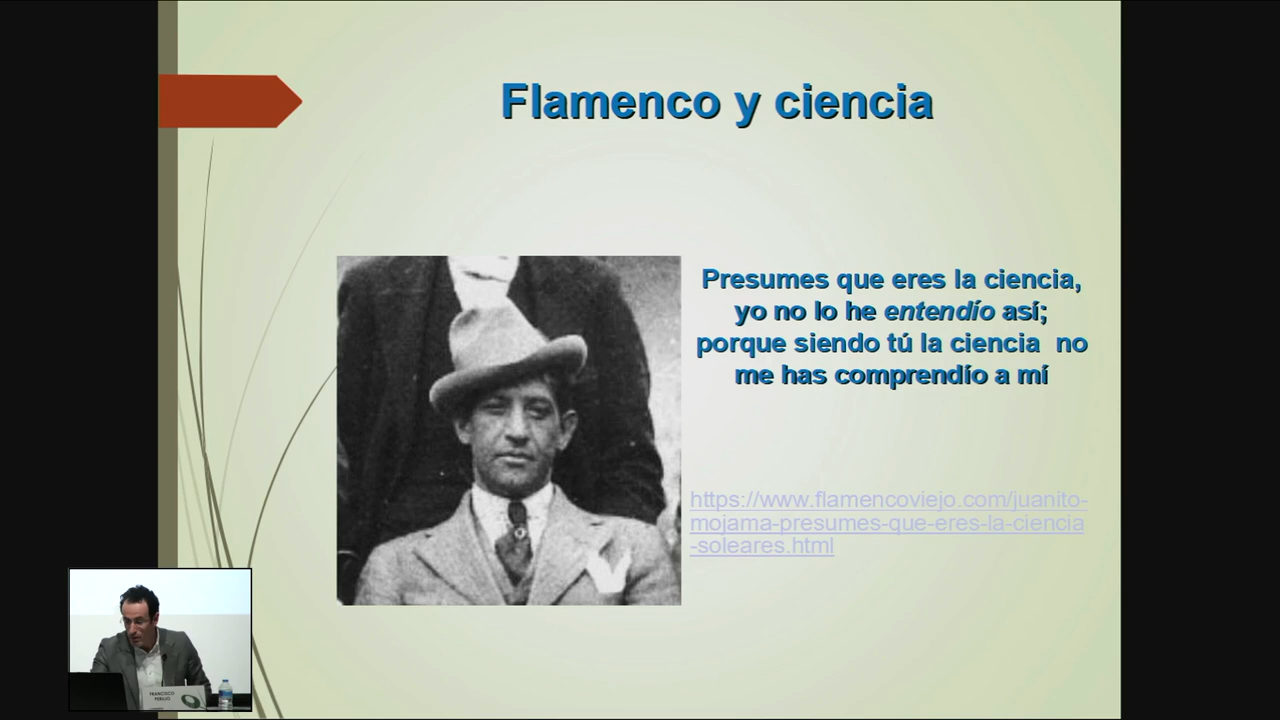 Flamenco y ciencia
Presumes que eres la ciencia,
yo no lo he entendío así;
porque siendo tú la ciencia  no
me has comprendío a mí
https://www.flamencoviejo.com/juanito-
mojama-presumes-que-eres-la-ciencia
-soleares.html
FRANCISCO
PERUJO